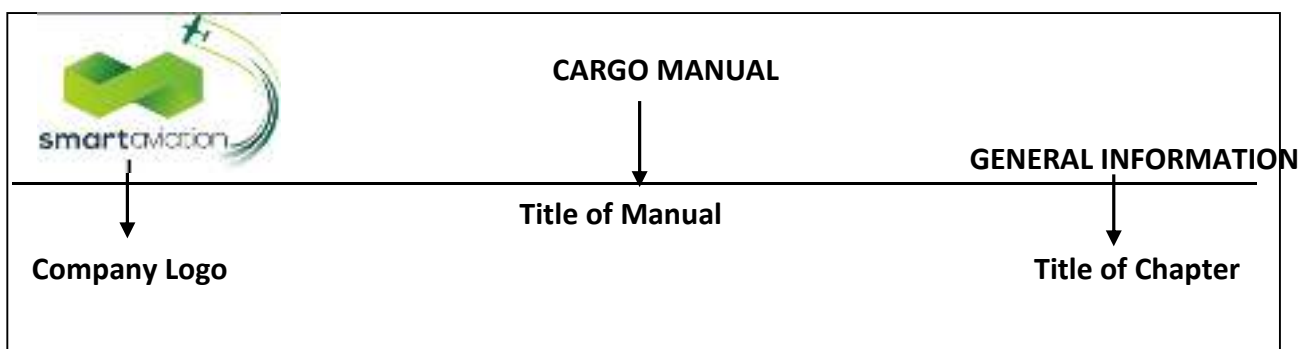 CARGO MANUAL
smartaviation
GENERAL INFORMATION
Title of Manual
Company Logo
Title of Chapter